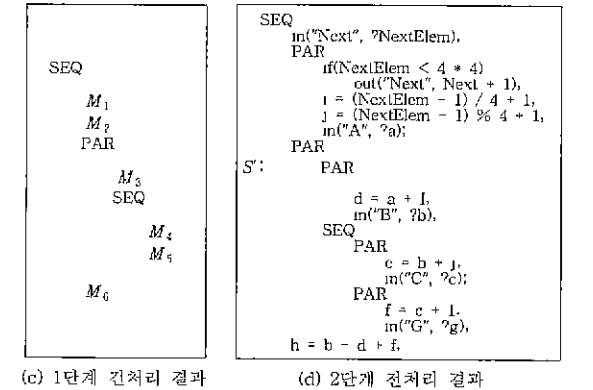 SEQ
M1
M2
PAR
M3
SEQ
M4
M5
M6
(c) 1단계 전처리 결과
SEQ
in("Next", ?NextElem),
PAR
if(NextElem < 4 * 4)
out("Next", Next + 1),
i = (NextElem - 1) / 4 + 1,
j = (NextElem - 1) % 4 + 1,
in("A", ?a);
PAR
S': PAR
d = a + 1,
in("B", ?b),
SEQ
PAR
c = b + j,
in("C", ?c);
PAR
f = c + 1.
in("G", ?g),
h = b - d + f,
(d) 2단계 전처리 결과